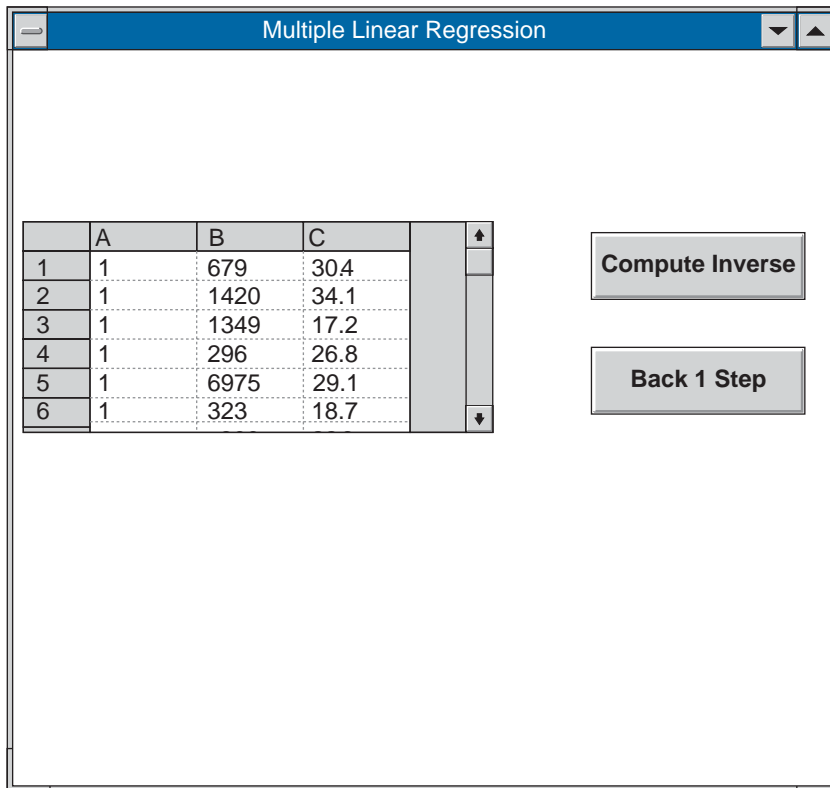 Multiple Linear Regression
A B C
1 1 679 30.4
2 1 1420 34.1
3 1 1349 17.2
4 1 296 26.8
5 1 6975 29.1
6 1 323 18.7
Compute Inverse
Back 1 Step